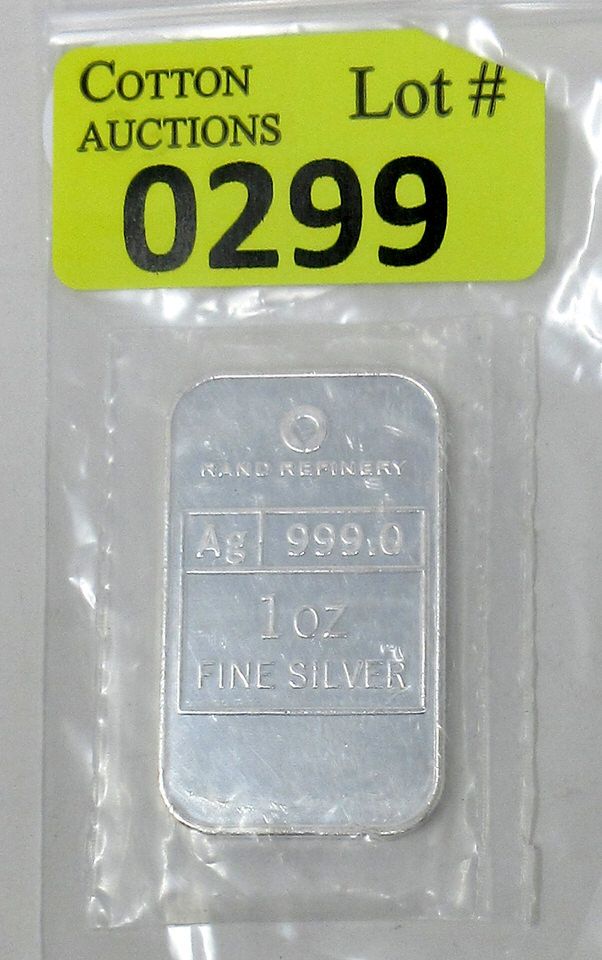 COTTON
AUCTIONS
Lot #
0299
RAND REFINERY
Ag 999.0
1 oz
FINE SILVER